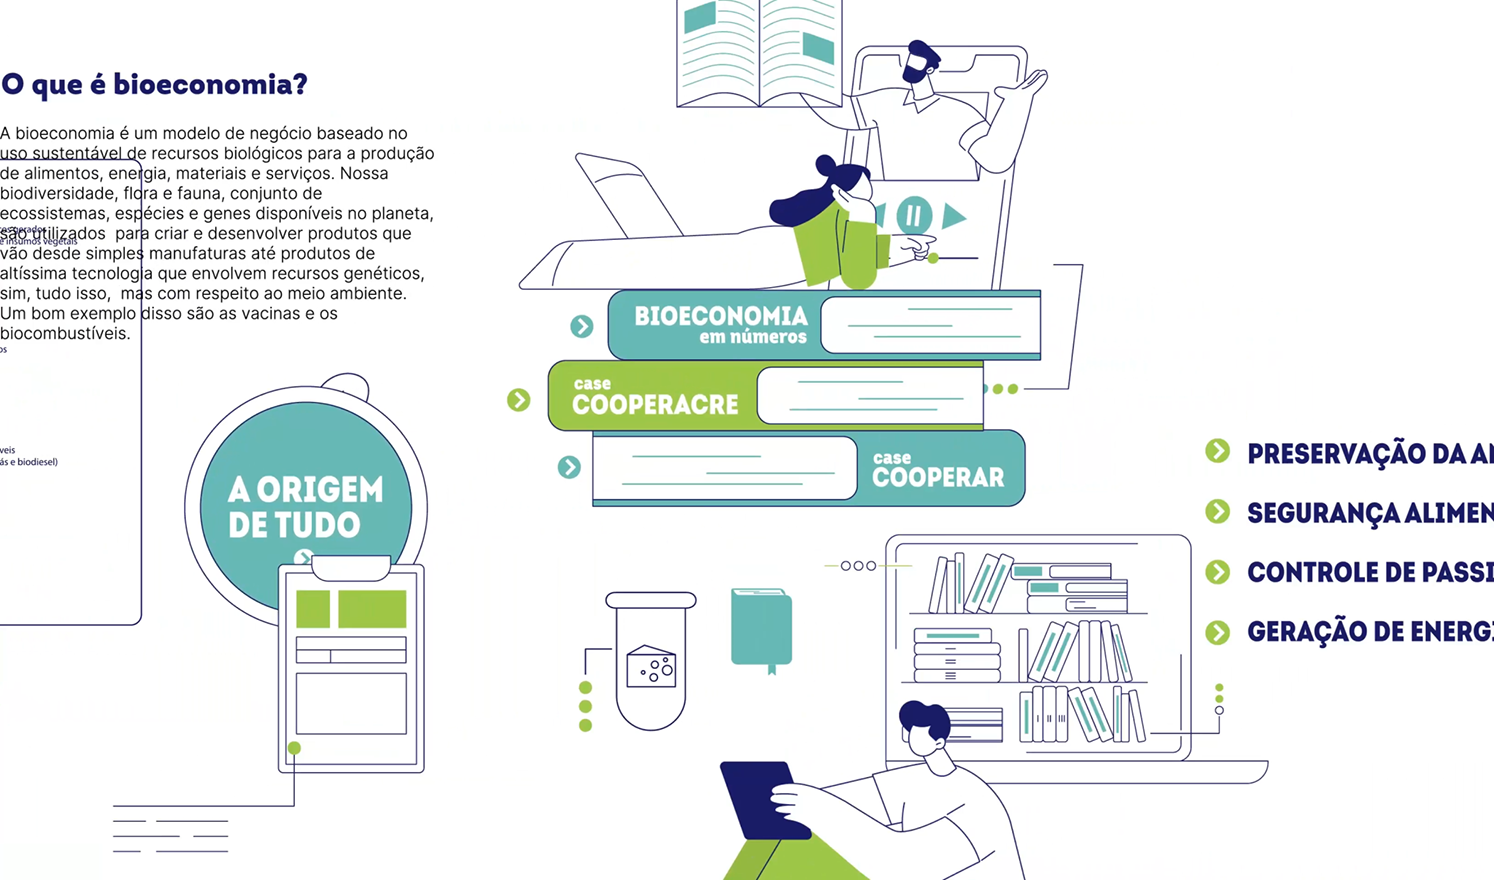 O que é bioeconomia?
A bioeconomia é um modelo de negócio baseado no
uso sustentável de recursos biológicos para a produção
de alimentos, energia, materiais e serviços. Nossa
biodiversidade, flora e fauna, conjunto de
ecossistemas, espécies e genes disponíveis no planeta,
são utilizados para criar e desenvolver produtos que
vão desde simples manufaturas até produtos de
altíssima tecnologia que envolvem recursos genéticos,
sim, tudo isso, mas com respeito ao meio ambiente.
Um bom exemplo disso são as vacinas e os
biocombustíveis.
gerados
e insumos vegetais
os
veis
ás e biodiesel)
A ORIGEM
DE TUDO
BIOECONOMIA
em números
case
COOPERACRE
case
COOPERAR
PRESERVAÇÃO DA A
SEGURANÇA ALIMEN
CONTROLE DE PASSI
GERAÇÃO DE ENERG